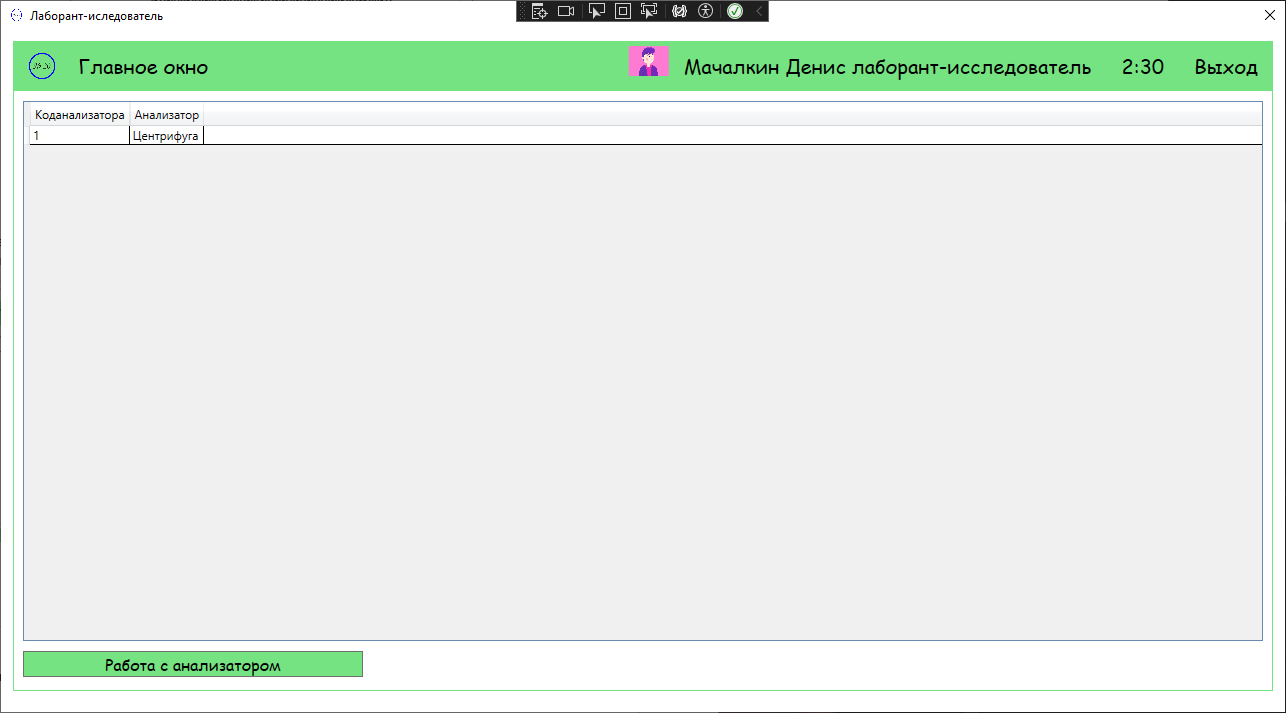 Лаборант-иследователь
Главное окно
Мачалкин Денис лаборант-исследователь 2:30 Выход
Коданализатора Анализатор
1 Центрифуга
Работа с анализатором